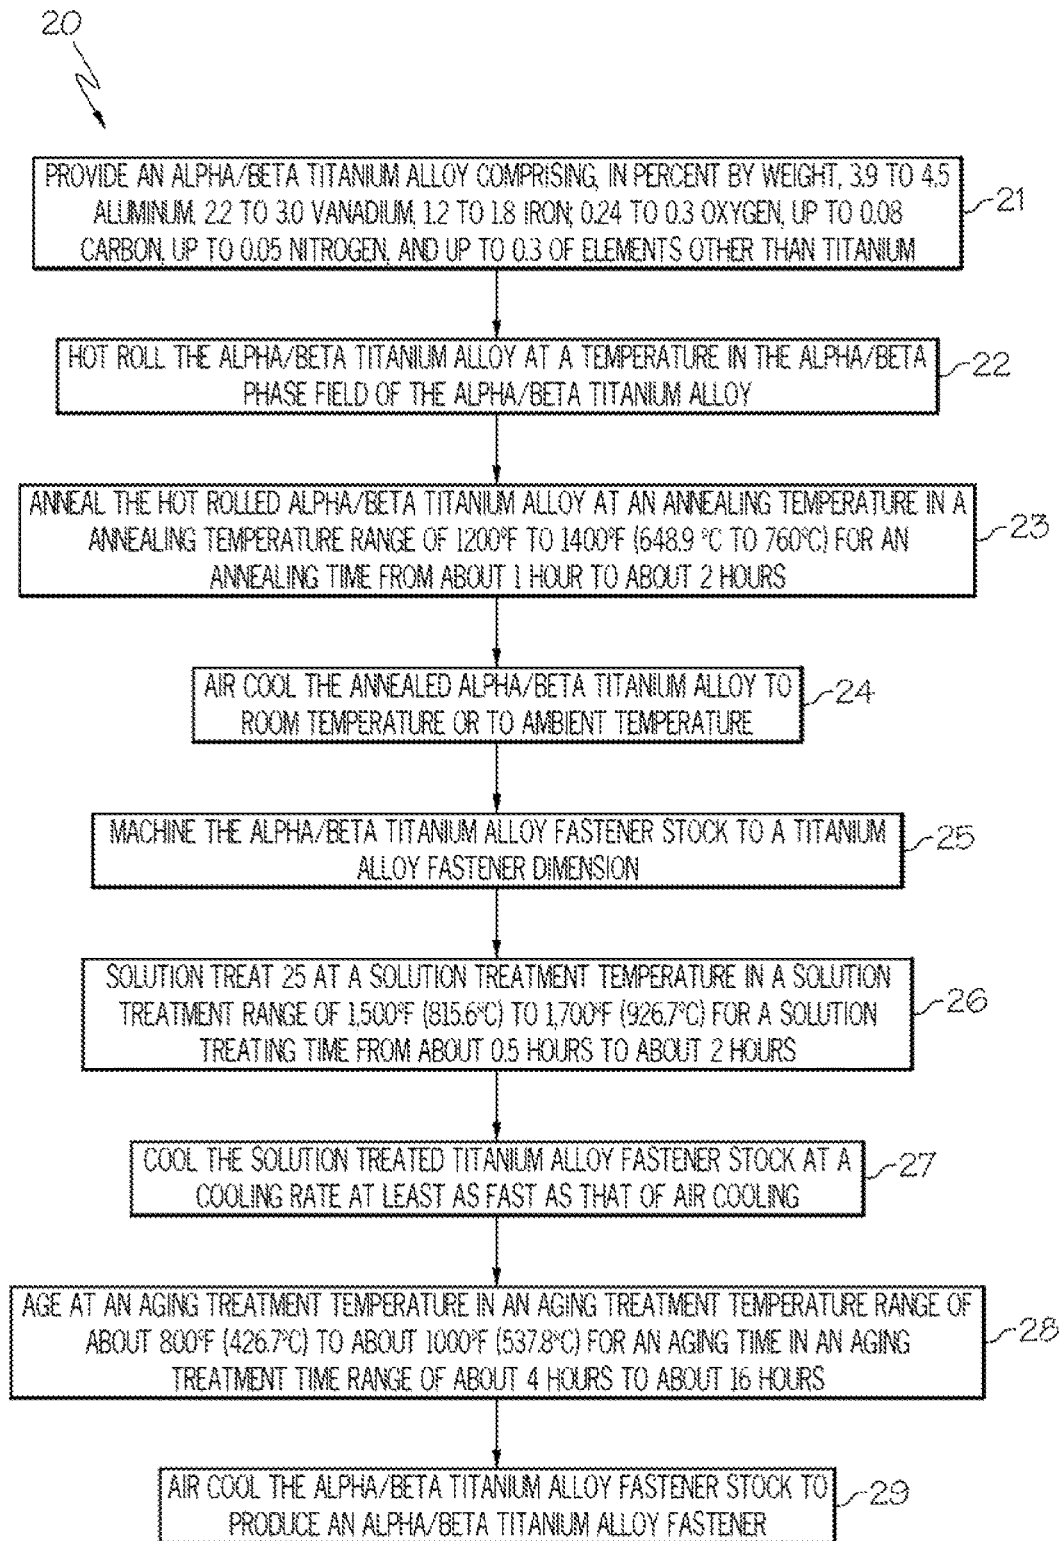 20
PROVIDE AN ALPHA/BETA TITANIUM ALLOY COMPRISING, IN PERCENT BY WEIGHT, 3.9 TO 4.5
ALUMINUM, 2.2 TO 3.0 VANADIUM, 1.2 TO 1.8 IRON; 0.24 TO 0.3 OXYGEN, UP TO 0.08
CARBON, UP TO 0.05 NITROGEN, AND UP TO 0.3 OF ELEMENTS OTHER THAN TITANIUM
21
HOT ROLL THE ALPHA/BETA TITANIUM ALLOY AT A TEMPERATURE IN THE ALPHA/BETA
PHASE FIELD OF THE ALPHA/BETA TITANIUM ALLOY
22
ANNEAL THE HOT ROLLED ALPHA/BETA TITANIUM ALLOY AT AN ANNEALING TEMPERATURE IN A
ANNEALING TEMPERATURE RANGE OF 1200°F TO 1400°F (648.9 °C TO 760°C) FOR AN
ANNEALING TIME FROM ABOUT 1 HOUR TO ABOUT 2 HOURS
23
AIR COOL THE ANNEALED ALPHA/BETA TITANIUM ALLOY TO
ROOM TEMPERATURE OR TO AMBIENT TEMPERATURE
24
MACHINE THE ALPHA/BETA TITANIUM ALLOY FASTENER STOCK TO A TITANIUM
ALLOY FASTENER DIMENSION
25
SOLUTION TREAT 25 AT A SOLUTION TREATMENT TEMPERATURE IN A SOLUTION
TREATMENT RANGE OF 1,500°F (815.6°C) TO 1,700°F (926.7°C) FOR A SOLUTION
TREATING TIME FROM ABOUT 0.5 HOURS TO ABOUT 2 HOURS
26
COOL THE SOLUTION TREATED TITANIUM ALLOY FASTENER STOCK AT A
COOLING RATE AT LEAST AS FAST AS THAT OF AIR COOLING
27
AGE AT AN AGING TREATMENT TEMPERATURE IN AN AGING TREATMENT TEMPERATURE RANGE OF
ABOUT 800°F (426.7°C) TO ABOUT 1000°F (537.8°C) FOR AN AGING TIME IN AN AGING
TREATMENT TIME RANGE OF ABOUT 4 HOURS TO ABOUT 16 HOURS
28
AIR COOL THE ALPHA/BETA TITANIUM ALLOY FASTENER STOCK TO
PRODUCE AN ALPHA/BETA TITANIUM ALLOY FASTENER
29